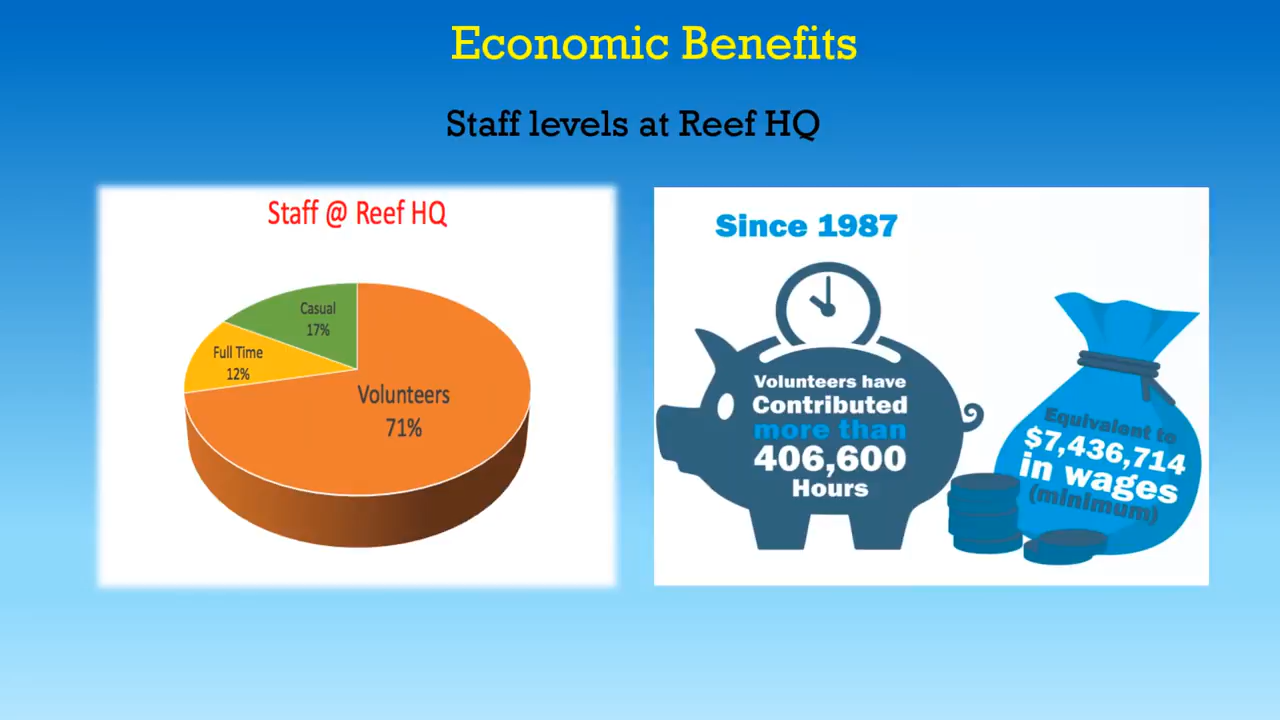 Economic Benefits
Staff levels at Reef HQ
Staff @ Reef HQ
Casual
17%
Full Time
12%
Volunteers
71%
Since 1987
Volunteers have
Contributed
more than
406,600
Hours
Equivalent to
$7,436,714
in wages
(minimum)